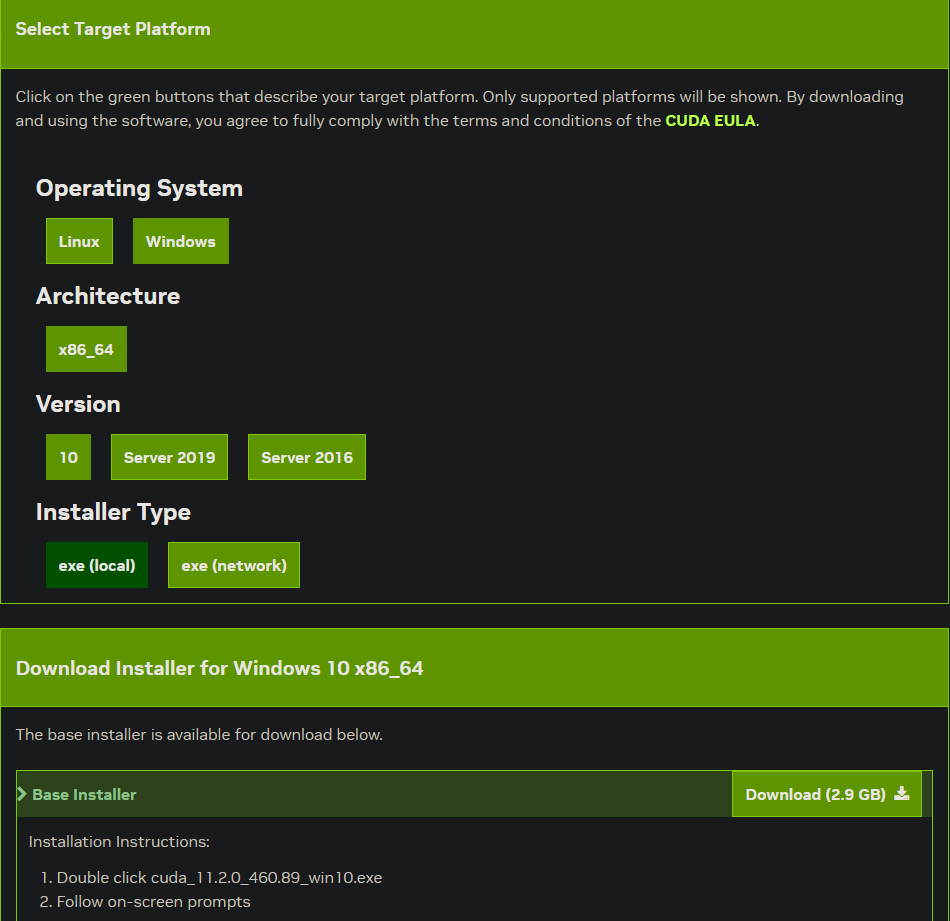 Select Target Platform
Click on the green buttons that describe your target platform. Only supported platforms will be shown. By downloading
and using the software, you agree to fully comply with the terms and conditions of the CUDA EULA.
Operating System
Linux Windows
Architecture
x86_64
Version
10 Server 2019 Server 2016
Installer Type
exe (local) exe (network)
Download Installer for Windows 10 x86_64
The base installer is available for download below.
Base Installer Download (2.9 GB)
Installation Instructions:
1. Double click cuda_11.2.0_460.89_win10.exe
2. Follow on-screen prompts